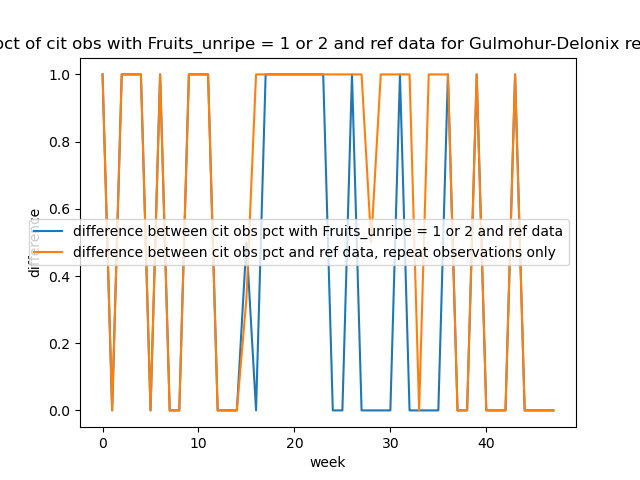 pct of cit obs with Fruits_unripe = 1 or 2 and ref data for Gulmohur-Delonix re
1.0
0.8
0.6
0.4
0.2
0.0
difference
difference between cit obs pct with Fruits_unripe = 1 or 2 and ref data
difference between cit obs pct and ref data, repeat observations only
0
10
20
30
40
week